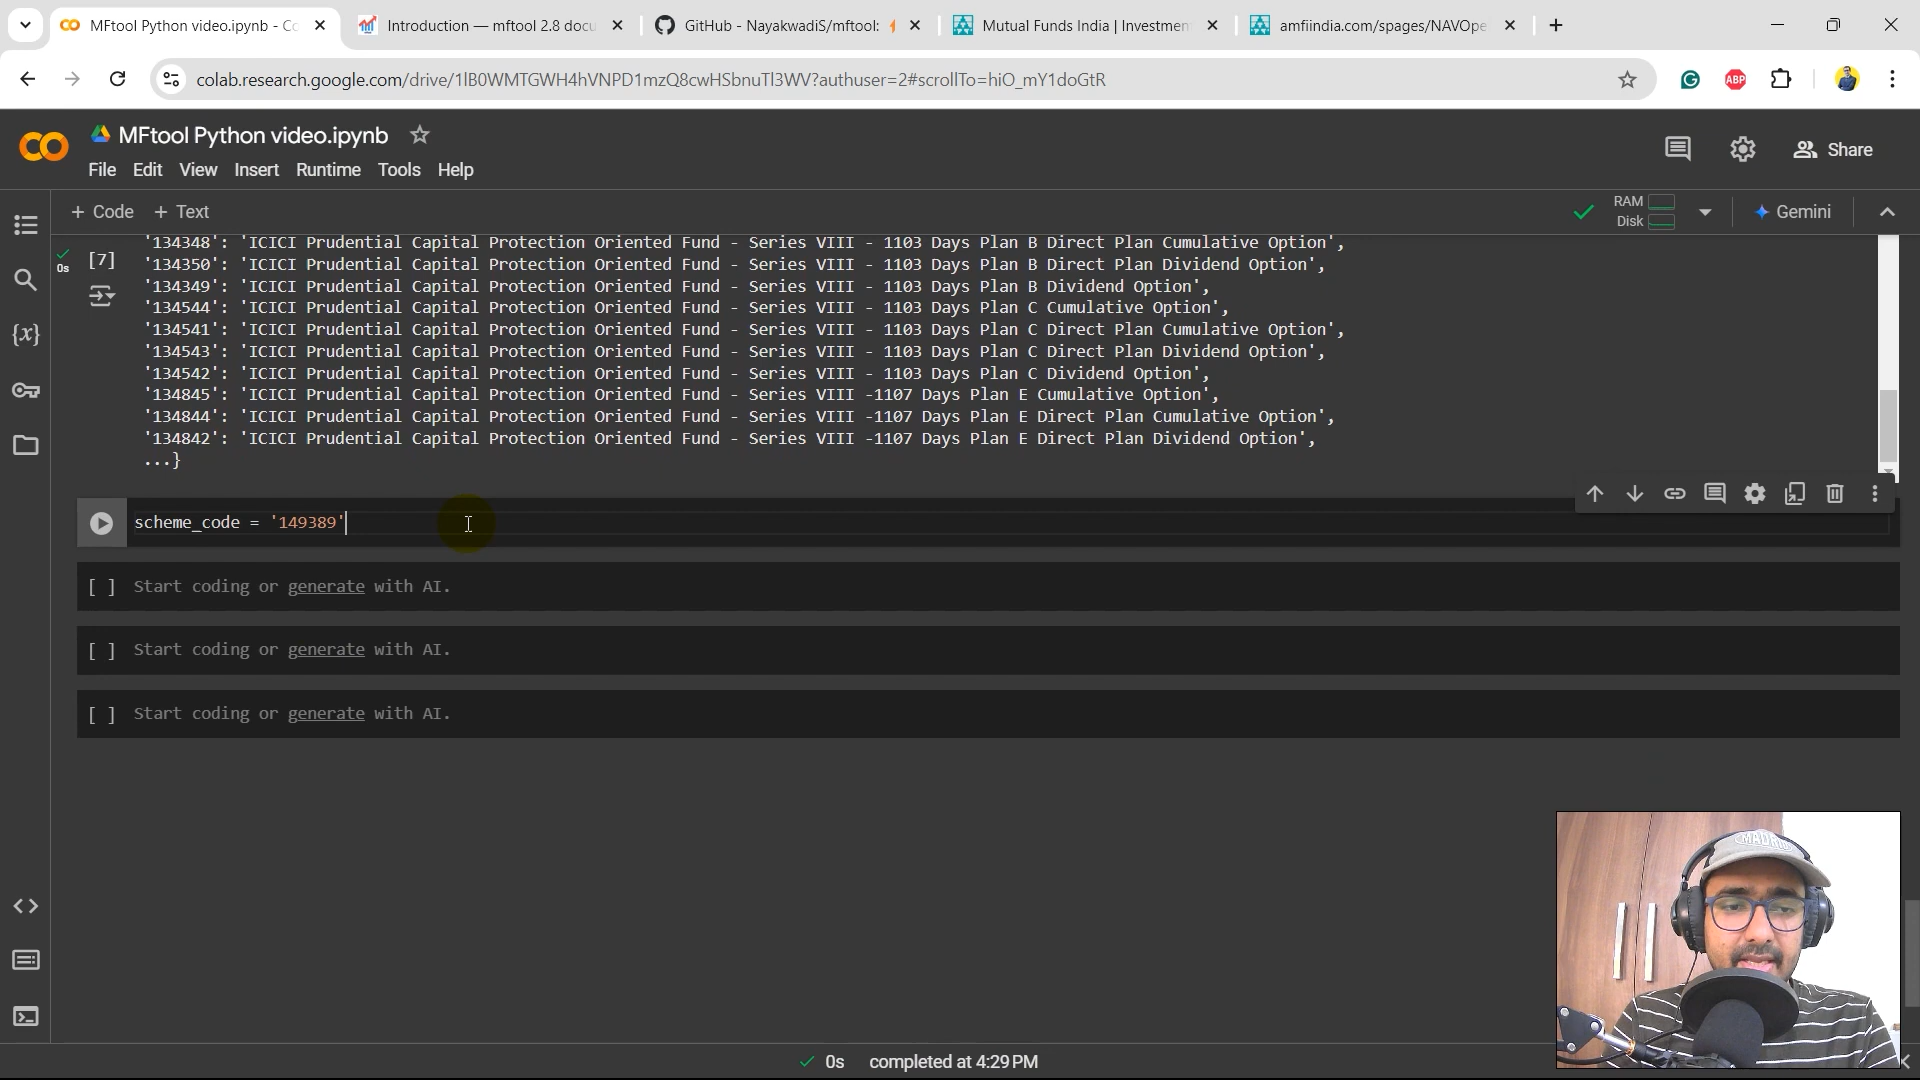 MFtool Python video.ipynb - Co
Introduction — mftool 2.8 docu
GitHub - NayakwadiS/mftool:
Mutual Funds India | Investmen
amfiindia.com/spages/NAVOpe
colab.research.google.com/drive/1lB0WMTGWH4hVNPD1mzQ8cwHSbnuTl3WV?authuser=2#scrollTo=hiO_mY1doGtR
ABP
MFtool Python video.ipynb
File Edit View Insert Runtime Tools Help
Share
+ Code + Text
RAM
Disk
Gemini
0s
[7]
'134348': 'ICICI Prudential Capital Protection Oriented Fund - Series VIII - 1103 Days Plan B Direct Plan Cumulative Option',
'134350': 'ICICI Prudential Capital Protection Oriented Fund - Series VIII - 1103 Days Plan B Direct Plan Dividend Option',
'134349': 'ICICI Prudential Capital Protection Oriented Fund - Series VIII - 1103 Days Plan B Dividend Option',
'134544': 'ICICI Prudential Capital Protection Oriented Fund - Series VIII - 1103 Days Plan C Cumulative Option',
'134541': 'ICICI Prudential Capital Protection Oriented Fund - Series VIII - 1103 Days Plan C Direct Plan Cumulative Option',
'134543': 'ICICI Prudential Capital Protection Oriented Fund - Series VIII - 1103 Days Plan C Direct Plan Dividend Option',
'134542': 'ICICI Prudential Capital Protection Oriented Fund - Series VIII - 1103 Days Plan C Dividend Option',
'134845': 'ICICI Prudential Capital Protection Oriented Fund - Series VIII -1107 Days Plan E Cumulative Option',
'134844': 'ICICI Prudential Capital Protection Oriented Fund - Series VIII -1107 Days Plan E Direct Plan Cumulative Option',
'134842': 'ICICI Prudential Capital Protection Oriented Fund - Series VIII -1107 Days Plan E Direct Plan Dividend Option',
...}
scheme_code = '149389'
[ ] Start coding or generate with AI.
[ ] Start coding or generate with AI.
[ ] Start coding or generate with AI.
MADRID
0s completed at 4:29 PM